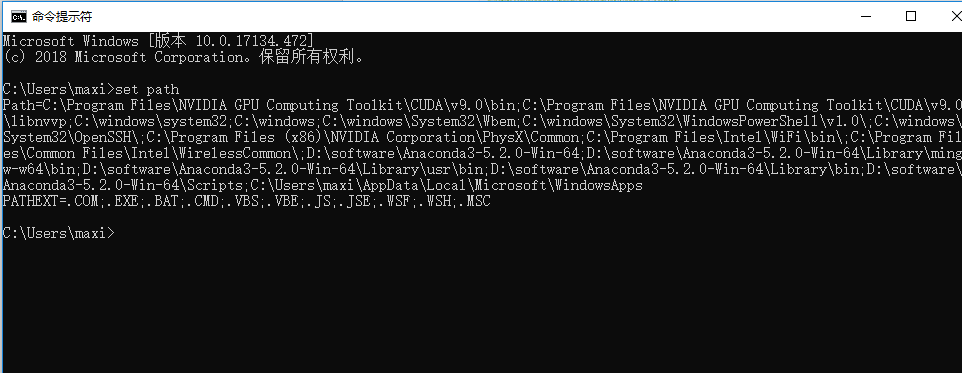 命令提示符
Microsoft Windows [版本 10.0.17134.472]
(c) 2018 Microsoft Corporation。保留所有权利。
C:\Users\maxi>set path
Path=C:\Program Files\NVIDIA GPU Computing Toolkit\CUDA\v9.0\bin;C:\Program Files\NVIDIA GPU Computing Toolkit\CUDA\v9.0
\libnvvp;C:\windows\system32;C:\windows;C:\windows\System32\Wbem;C:\windows\System32\WindowsPowerShell\v1.0\;C:\windows\
System32\OpenSSH\;C:\Program Files (x86)\NVIDIA Corporation\PhysX\Common;C:\Program Files\Intel\WiFi\bin\;C:\Program Fil
es\Common Files\Intel\WirelessCommon\;D:\software\Anaconda3-5.2.0-Win-64;D:\software\Anaconda3-5.2.0-Win-64\Library\ming
w-w64\bin;D:\software\Anaconda3-5.2.0-Win-64\Library\usr\bin;D:\software\Anaconda3-5.2.0-Win-64\Library\bin;D:\software\
Anaconda3-5.2.0-Win-64\Scripts;C:\Users\maxi\AppData\Local\Microsoft\WindowsApps
PATHEXT=.COM;.EXE;.BAT;.CMD;.VBS;.VBE;.JS;.JSE;.WSF;.WSH;.MSC
C:\Users\maxi>